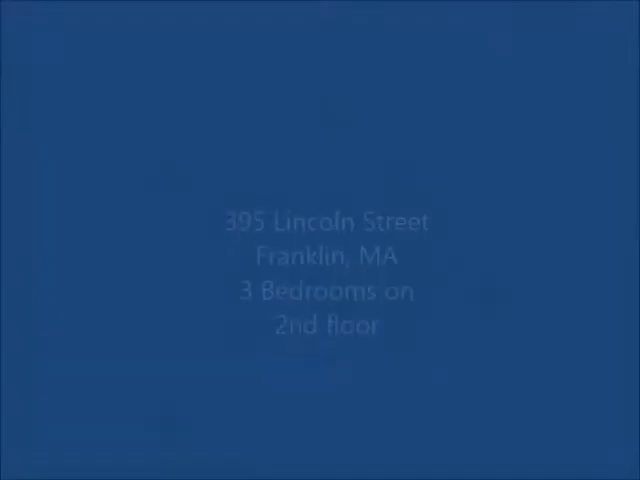 395 Lincoln Street
Franklin, MA
3 Bedrooms on
2nd floor